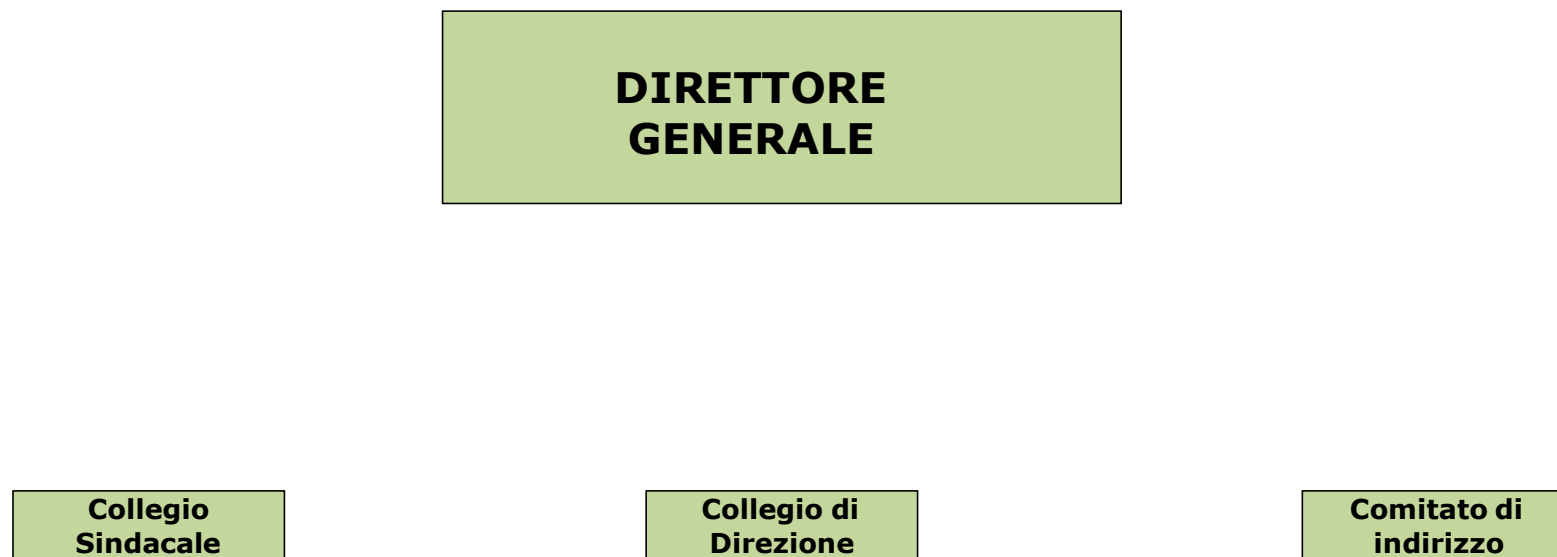 DIRETTORE
GENERALE
Collegio
Sindacale
Collegio di
Direzione
Comitato di
indirizzo